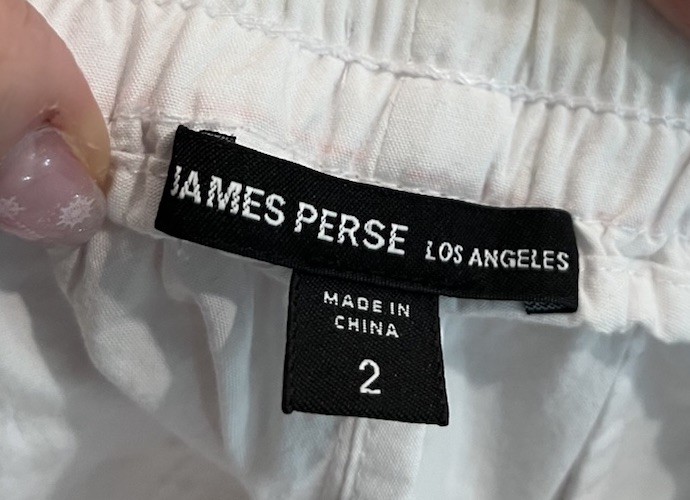 JAMES PERSE LOS ANGELES
MADE IN
CHINA
2